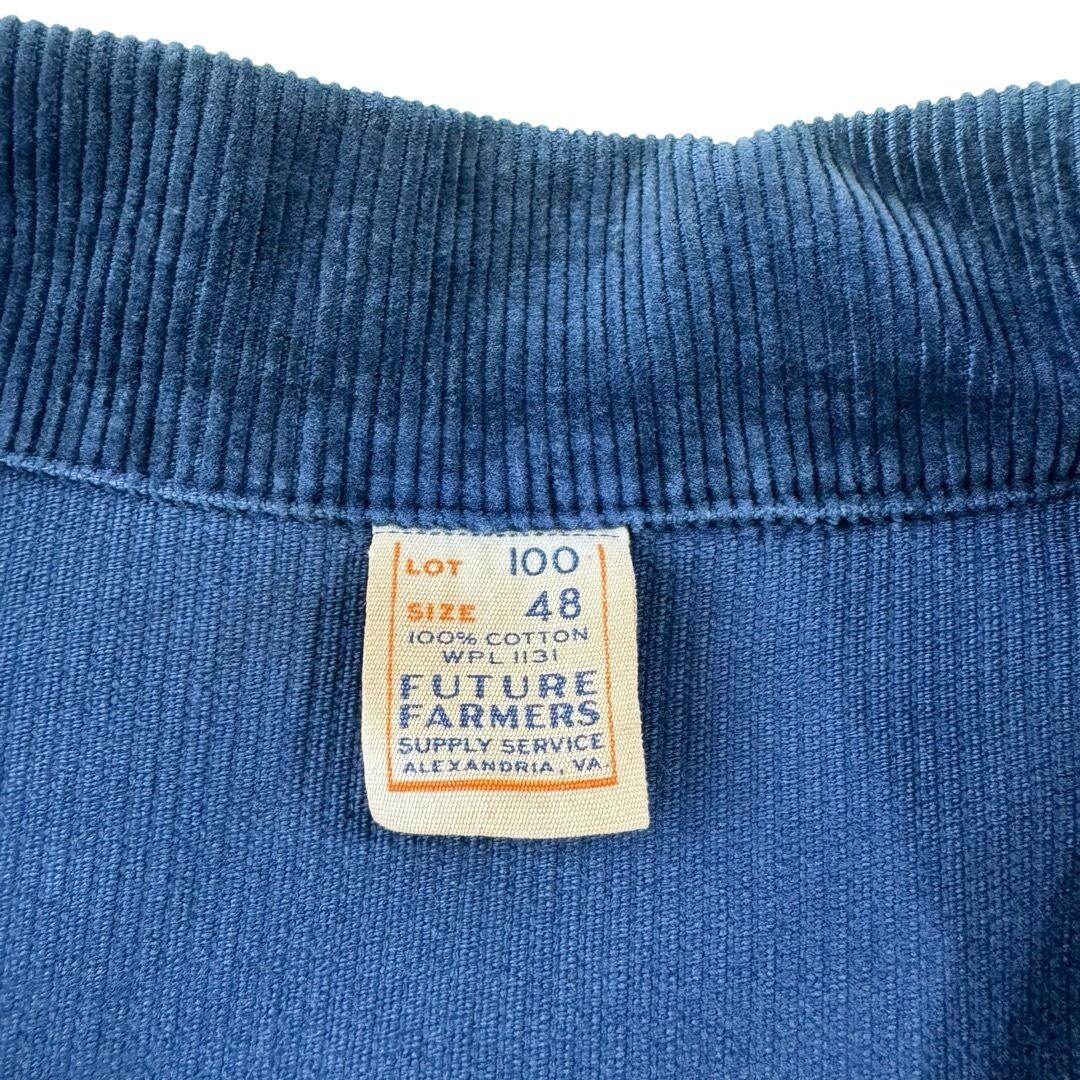 LOT 100
SIZE 48
100% COTTON
WPL 1131
FUTURE
FARMERS
SUPPLY SERVICE
ALEXANDRIA, VA.